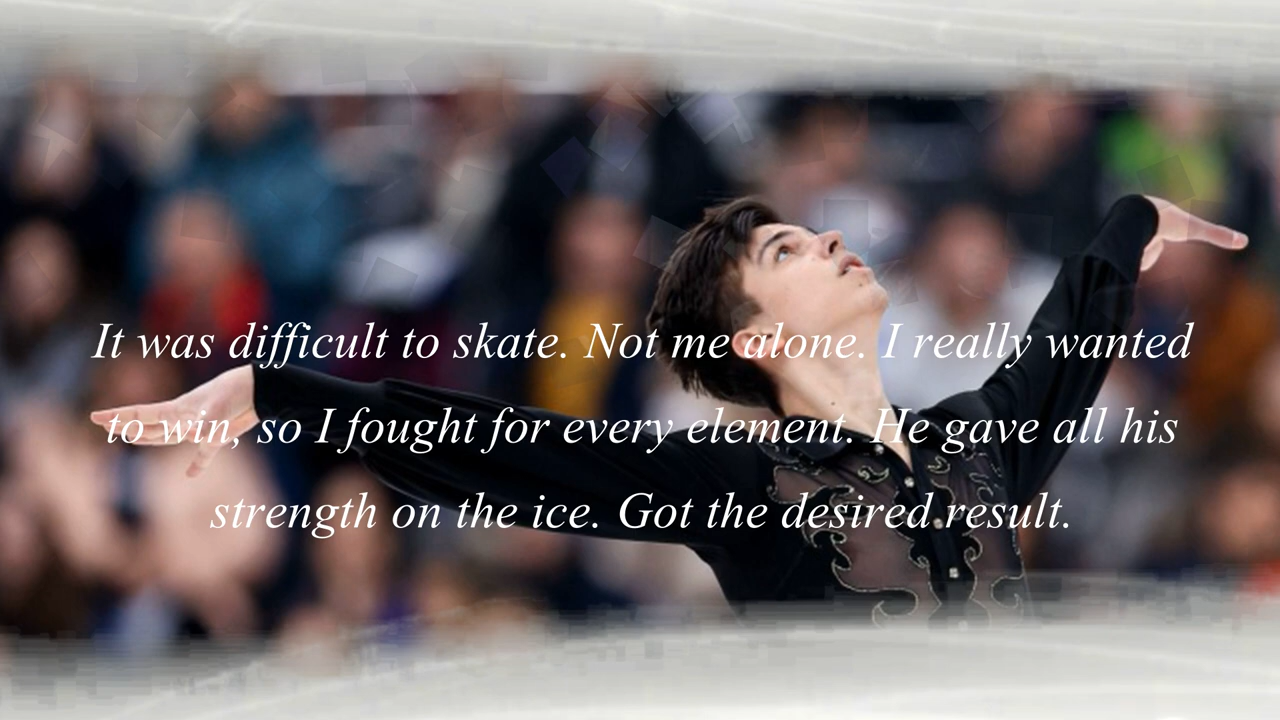 It was difficult to skate. Not me alone. I really wanted
to win, so I fought for every element. He gave all his
strength on the ice. Got the desired result.